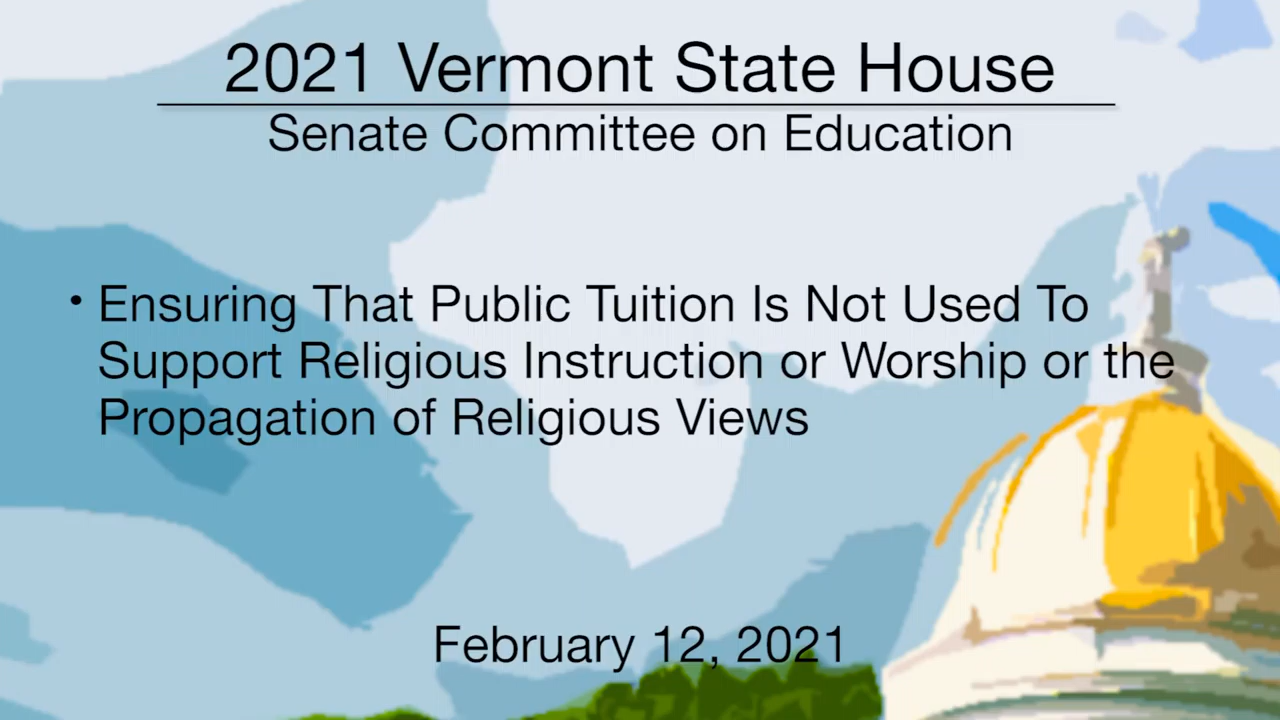 2021 Vermont State House
Senate Committee on Education
• Ensuring That Public Tuition Is Not Used To
Support Religious Instruction or Worship or the
Propagation of Religious Views
February 12, 2021